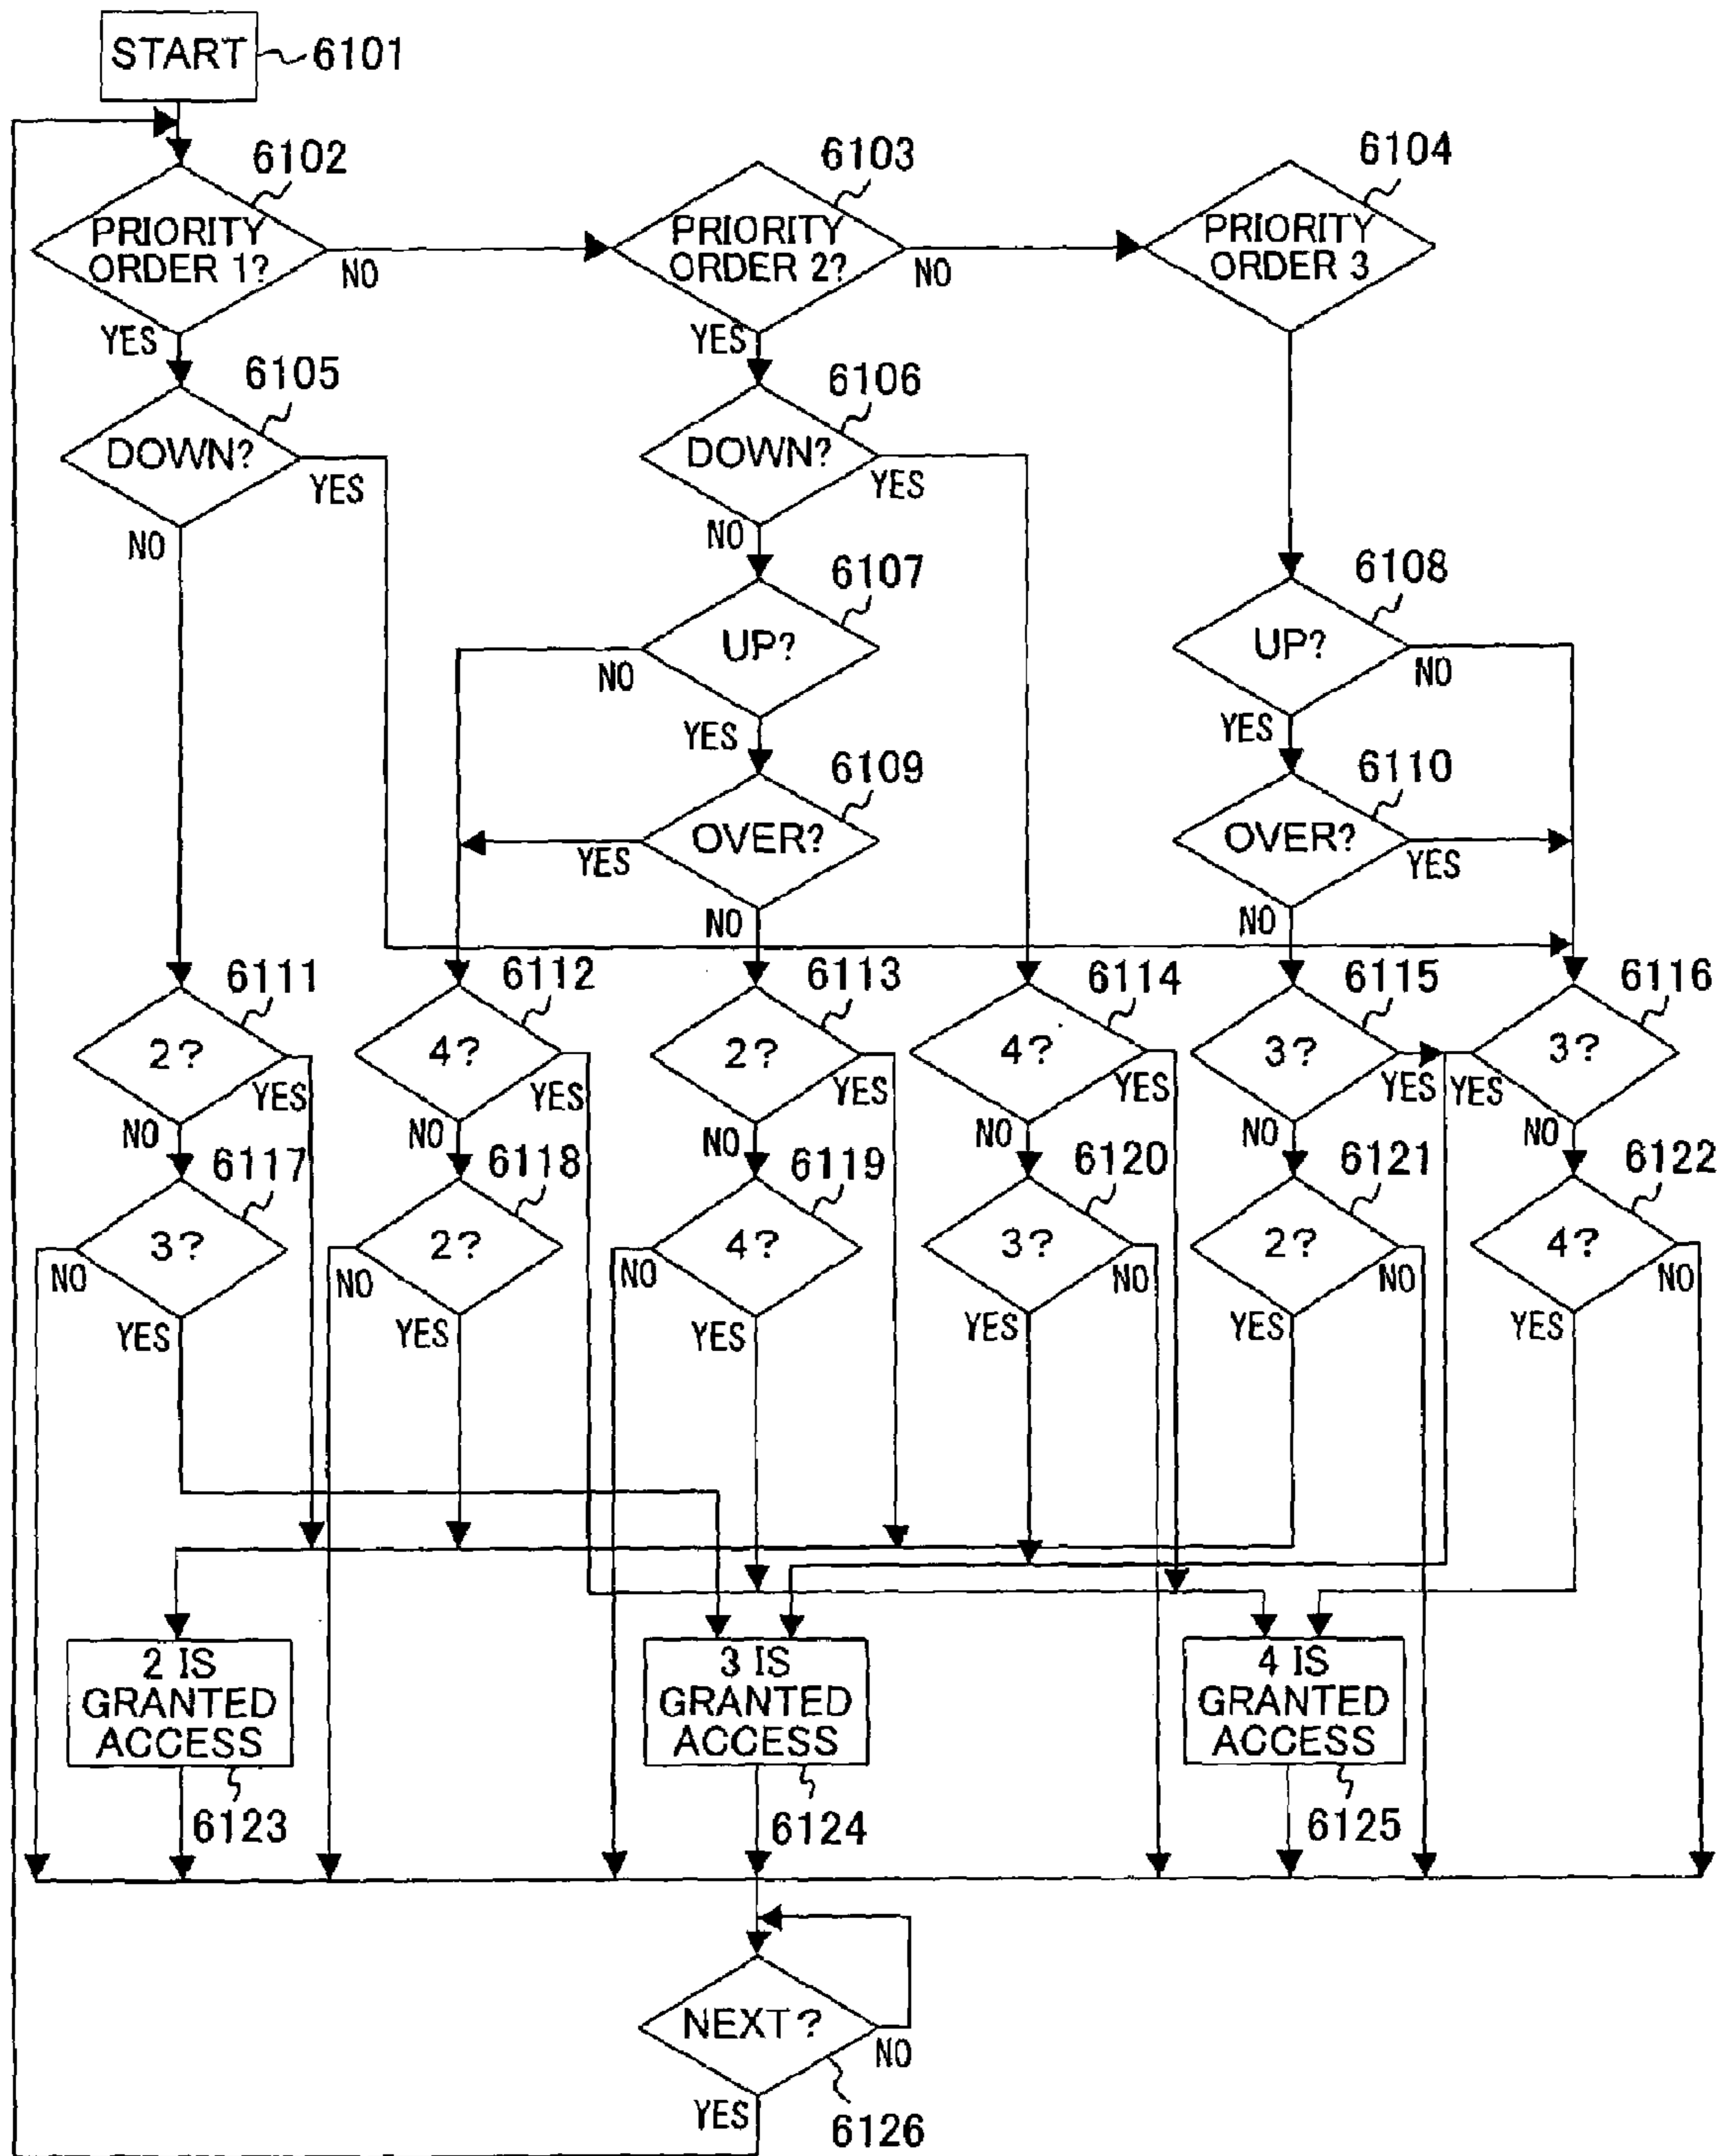 START
6101
6102
6103
6104
PRIORITY
ORDER 1?
PRIORITY
ORDER 2?
PRIORITY
ORDER 3
NO
NO
YES
YES
6105
6106
DOWN?
DOWN?
YES
YES
NO
NO
6107
6108
UP?
UP?
NO
NO
YES
YES
6109
6110
OVER?
OVER?
YES
YES
NO
NO
6111
6112
6113
6114
6115
6116
2?
4?
2?
4?
3?
3?
YES
YES
YES
YES
YES
YES
NO
NO
NO
NO
NO
NO
6117
6118
6119
6120
6121
6122
3?
2?
4?
3?
2?
4?
NO
NO
NO
NO
NO
NO
YES
YES
YES
YES
YES
YES
2 IS
GRANTED
ACCESS
3 IS
GRANTED
ACCESS
4 IS
GRANTED
ACCESS
6123
6124
6125
NEXT?
NO
YES
6126